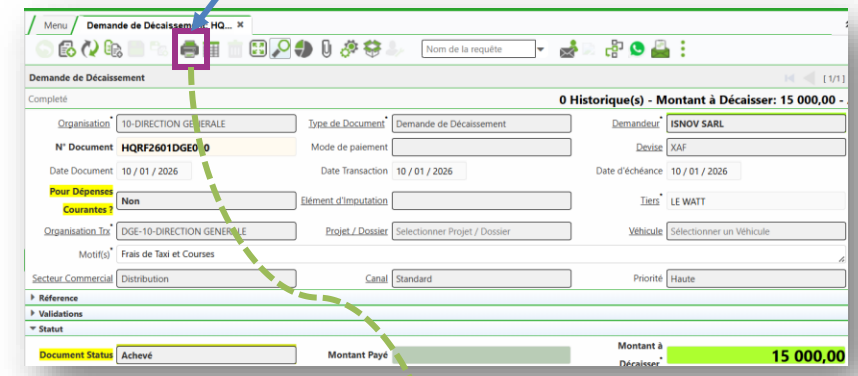 Menu Demande de Décaissement HQ... ×
Nom de la requête
Demande de Décaissement [1/1]
Completé 0 Historique(s) - Montant à Décaisser: 15 000,00 -
Organisation 10-DIRECTION GENERALE Type de Document Demande de Décaissement Demandeur ISNOV SARL
N° Document Mode de paiement Devise XAF
Date Document 10 / 01 / 2026 Date Transaction 10 / 01 / 2026 Date d'échéance 10 / 01 / 2026
Pour Dépenses Courantes ? Non Elément d'Imputation Tiers LE WATT
Organisation Trx DGE-10-DIRECTION GENERALE Projet / Dossier Selectionner Projet / Dossier Véhicule Sélectionner un Véhicule
Motif(s) Frais de Taxi et Courses
Secteur Commercial Distribution Canal Standard Priorité Haute
Réference
Validations
Statut
Document Status Achevé Montant Payé Montant à Décaisser 15 000,00